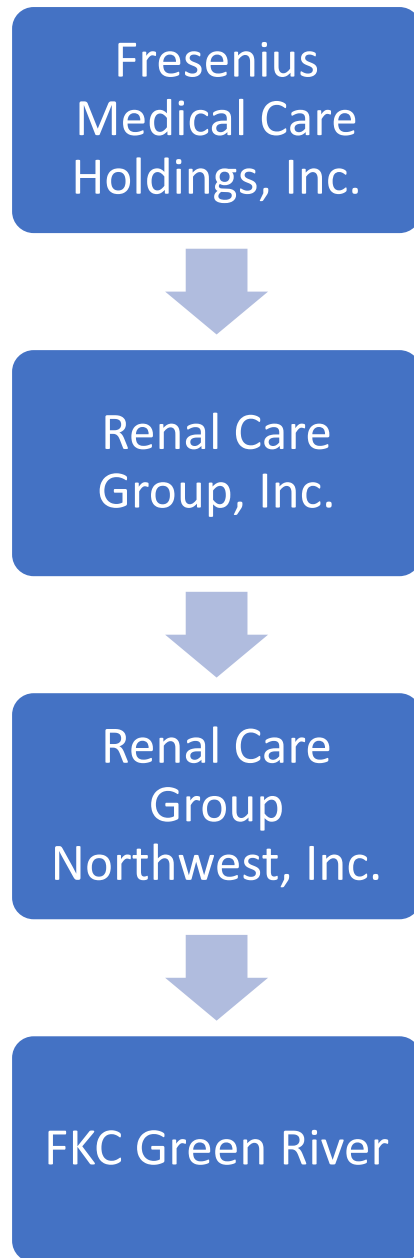 Fresenius
Medical Care
Holdings, Inc.
Renal Care
Group, Inc.
Renal Care
Group
Northwest, Inc.
FKC Green River